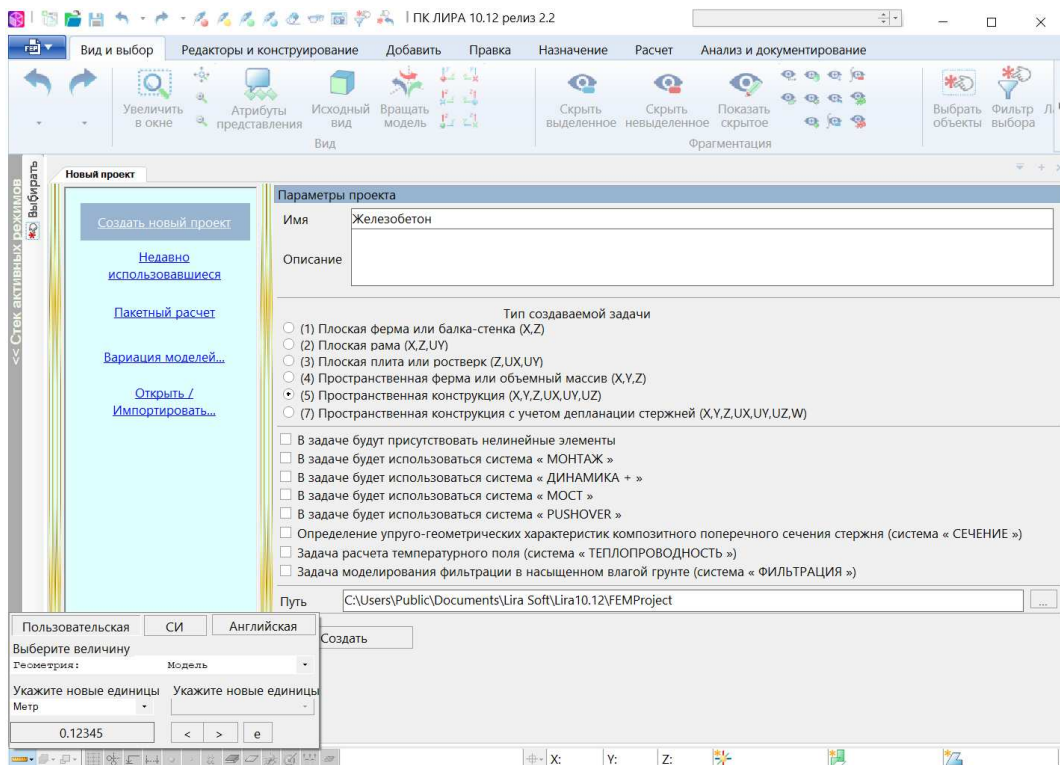 ПК ЛИРА 10.12 релиз 2.2
Вид и выбор Редакторы и конструирование Добавить Правка Назначение Расчет Анализ и документирование
Увеличить в окне
Атрибуты представления
Исходный вид
Вращать модель
Скрыть выделенное
Скрыть невыделенное
Показать скрытое
Выбрать объекты
Фильтр выбора
Вид
Фрагментация
<< Стек активных режимов
Выбирать
Новый проект
Создать новый проект
Недавно
использовавшиеся
Пакетный расчет
Вариация моделей...
Открыть /
Импортировать...
Параметры проекта
Имя Железобетон
Описание
Тип создаваемой задачи
(1) Плоская ферма или балка-стенка (X,Z)
(2) Плоская рама (X,Z,UY)
(3) Плоская плита или ростверк (Z,UX,UY)
(4) Пространственная ферма или объемный массив (X,Y,Z)
(5) Пространственная конструкция (X,Y,Z,UX,UY,UZ)
(7) Пространственная конструкция с учетом депланации стержней (X,Y,Z,UX,UY,UZ,W)
В задаче будут присутствовать нелинейные элементы
В задаче будет использоваться система « МОНТАЖ »
В задаче будет использоваться система « ДИНАМИКА + »
В задаче будет использоваться система « МОСТ »
В задаче будет использоваться система « PUSHOVER »
Определение упруго-геометрических характеристик композитного поперечного сечения стержня (система « СЕЧЕНИЕ »)
Задача расчета температурного поля (система « ТЕПЛОПРОВОДНОСТЬ »)
Задача моделирования фильтрации в насыщенном влагой грунте (система « ФИЛЬТРАЦИЯ »)
Путь C:\Users\Public\Documents\Lira Soft\Lira10.12\FEMProject ...
Создать
Пользовательская СИ Английская
Выберите величину
Геометрия: Модель
Укажите новые единицы Укажите новые единицы
Метр
0.12345 < > e
X: Y: Z: